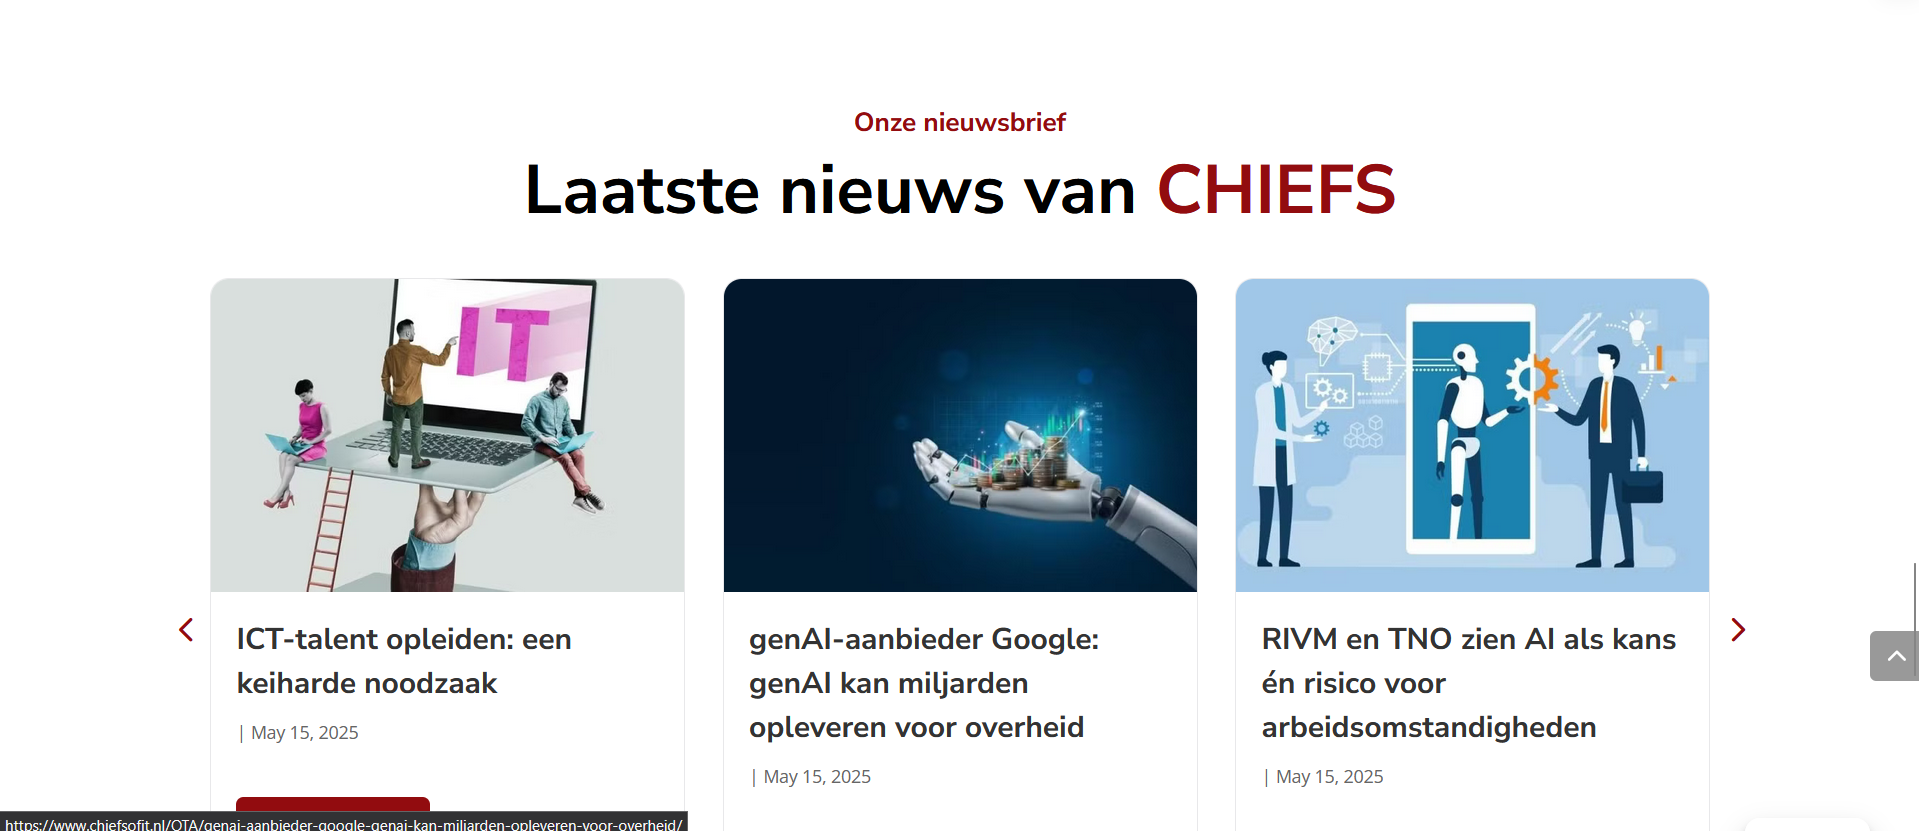 Onze nieuwsbrief
Laatste nieuws van CHIEFS
IT
ICT-talent opleiden: een
keiharde noodzaak
| May 15, 2025
genAI-aanbieder Google:
genAI kan miljarden
opleveren voor overheid
| May 15, 2025
RIVM en TNO zien AI als kans
én risico voor
arbeidsomstandigheden
| May 15, 2025
https://www.chiefsofit.nl/OTA/genai-aanbieder-google-genai-kan-miljarden-opleveren-voor-overheid/